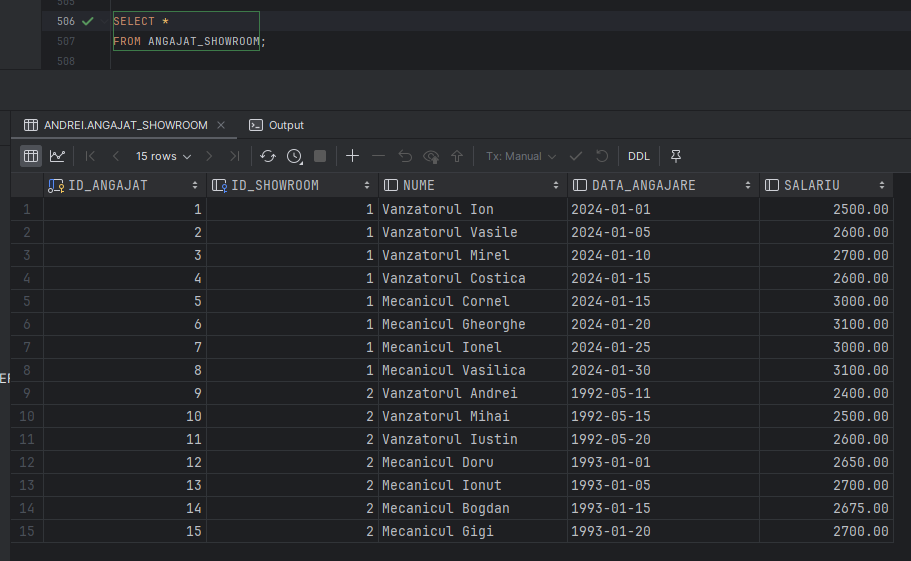 505
506 SELECT *
507 FROM ANGAJAT_SHOWROOM;
508
ANDREI.ANGAJAT_SHOWROOM Output
15 rows Tx: Manual DDL
ID_ANGAJAT ID_SHOWROOM NUME DATA_ANGAJARE SALARIU
1 1 1 Vanzatorul Ion 2024-01-01 2500.00
2 2 1 Vanzatorul Vasile 2024-01-05 2600.00
3 3 1 Vanzatorul Mirel 2024-01-10 2700.00
4 4 1 Vanzatorul Costica 2024-01-15 2600.00
5 5 1 Mecanicul Cornel 2024-01-15 3000.00
6 6 1 Mecanicul Gheorghe 2024-01-20 3100.00
7 7 1 Mecanicul Ionel 2024-01-25 3000.00
8 8 1 Mecanicul Vasilica 2024-01-30 3100.00
9 9 2 Vanzatorul Andrei 1992-05-11 2400.00
10 10 2 Vanzatorul Mihai 1992-05-15 2500.00
11 11 2 Vanzatorul Iustin 1992-05-20 2600.00
12 12 2 Mecanicul Doru 1993-01-01 2650.00
13 13 2 Mecanicul Ionut 1993-01-05 2700.00
14 14 2 Mecanicul Bogdan 1993-01-15 2675.00
15 15 2 Mecanicul Gigi 1993-01-20 2700.00